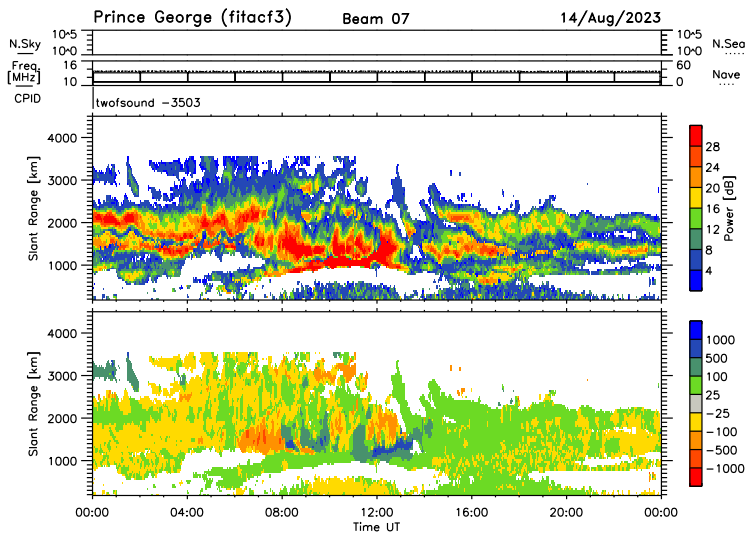 Prince George (fitacf3) Beam 07 14/Aug/2023
N.Sky 10^5 10^0 10^5 10^0 N.Sea
Freq. [MHz] 16 10 60 0 Nave
CPID twofsound -3503
Slant Range [km] 4000 3000 2000 1000
Power [dB] 28 24 20 16 12 8 4
Slant Range [km] 4000 3000 2000 1000
1000 500 100 25 -25 -100 -500 -1000
00:00 04:00 08:00 12:00 16:00 20:00 00:00
Time UT